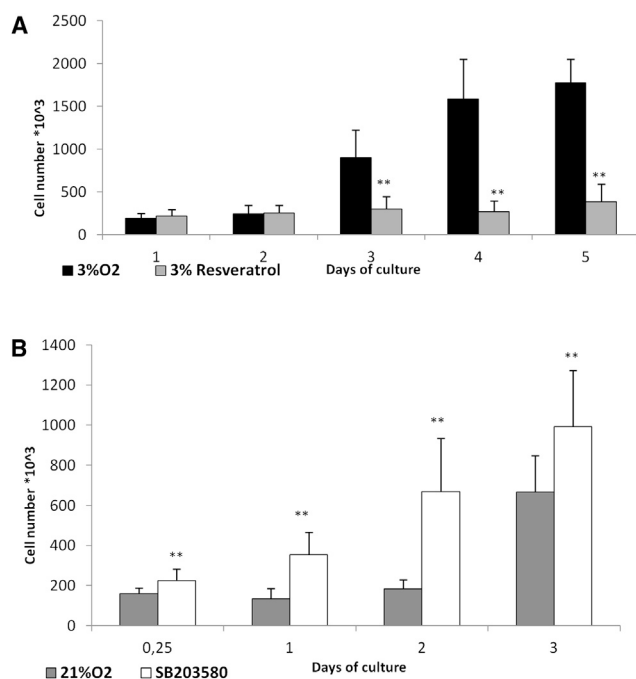 A
2500
2000
1500
1000
500
0
Cell number *10^3
**
**
**
1 2 3 4 5
3%O2 3% Resveratrol Days of culture
B
1400
1200
1000
800
600
400
200
0
Cell number *10^3
**
**
**
**
0,25 1 2 3
21%O2 SB203580 Days of culture